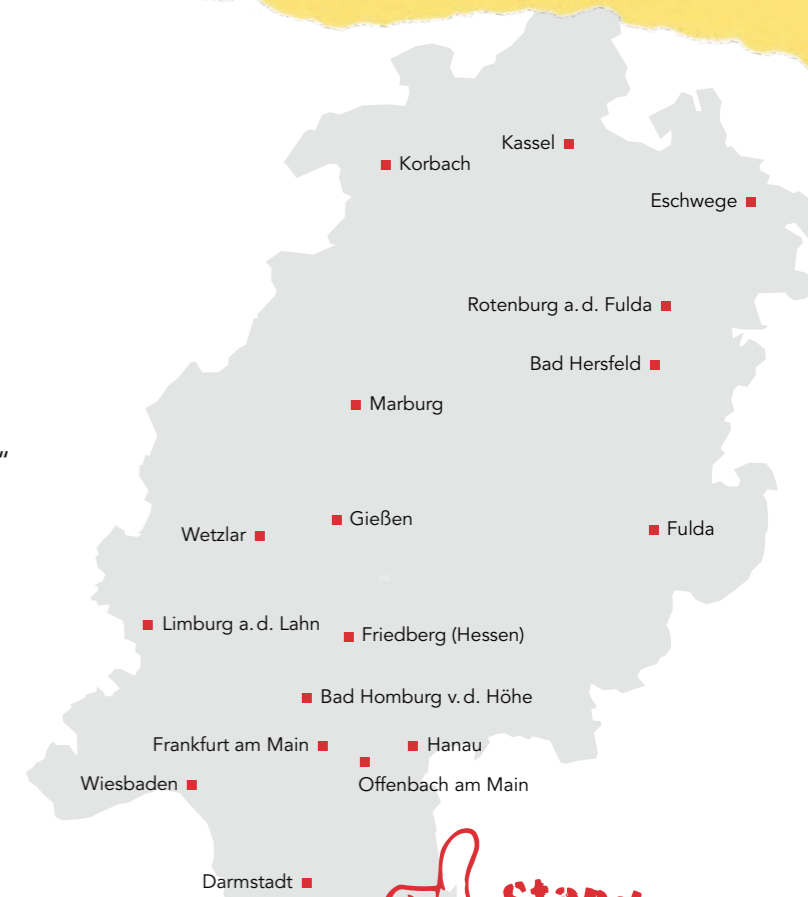 Kassel
Korbach
Eschwege
Rotenburg a.d. Fulda
Bad Hersfeld
Marburg
“
Gießen
Wetzlar
Fulda
Limburg a.d. Lahn
Friedberg (Hessen)
Bad Homburg v.d. Höhe
Frankfurt am Main
Hanau
Wiesbaden
Offenbach am Main
Darmstadt